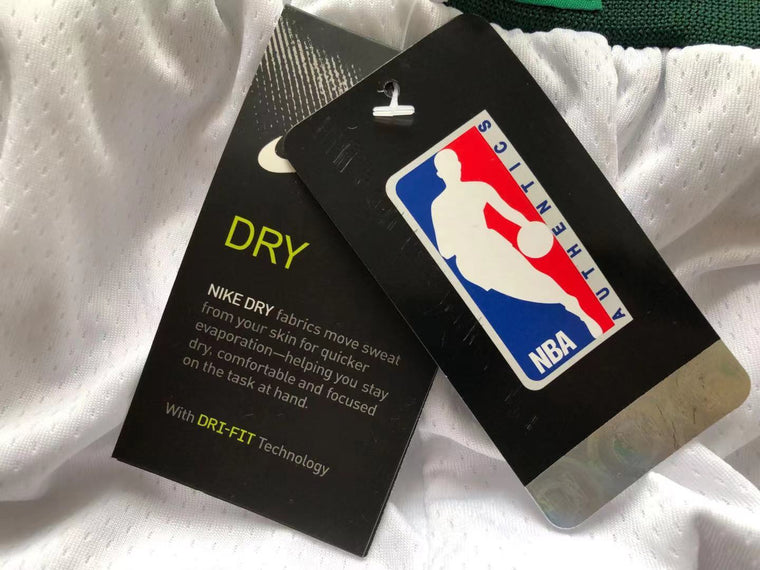 DRY
NIKE DRY fabrics move sweat
from your skin for quicker
evaporation—helping you stay
dry, comfortable and focused
on the task at hand.
With DRI-FIT Technology
AUTHENTICS
NBA